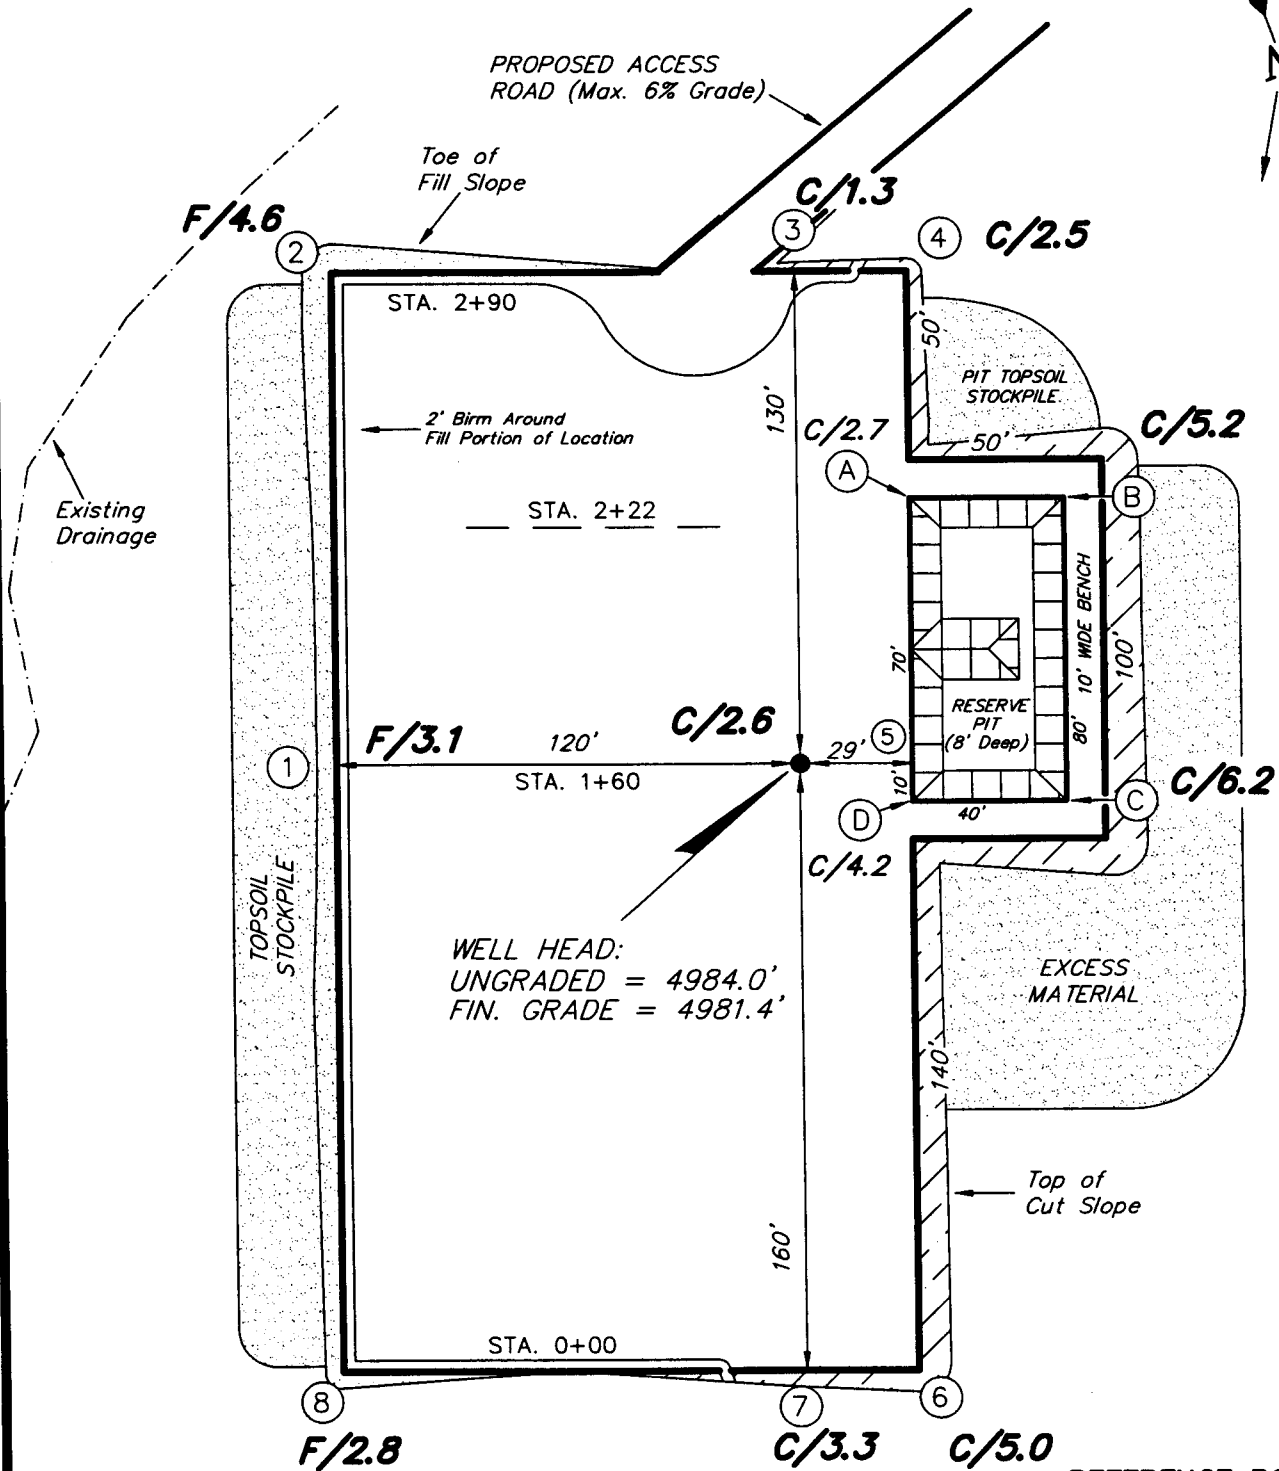 PROPOSED ACCESS
ROAD (Max. 6% Grade)
N
Toe of
Fill Slope
F/4.6
2
C/1.3
3
4
C/2.5
STA. 2+90
50'
PIT TOPSOIL
STOCKPILE
130'
2' Birm Around
Fill Portion of Location
C/2.7
50'
C/5.2
A
B
Existing
Drainage
STA. 2+22
10' WIDE BENCH
100'
70'
RESERVE
PIT
(8' Deep)
80'
1
F/3.1
120'
C/2.6
29'
5
STA. 1+60
10'
40'
C
C/6.2
D
C/4.2
TOPSOIL
STOCKPILE
WELL HEAD:
UNGRADED = 4984.0'
FIN. GRADE = 4981.4'
EXCESS
MATERIAL
140'
Top of
Cut Slope
160'
STA. 0+00
8
7
6
F/2.8
C/3.3
C/5.0